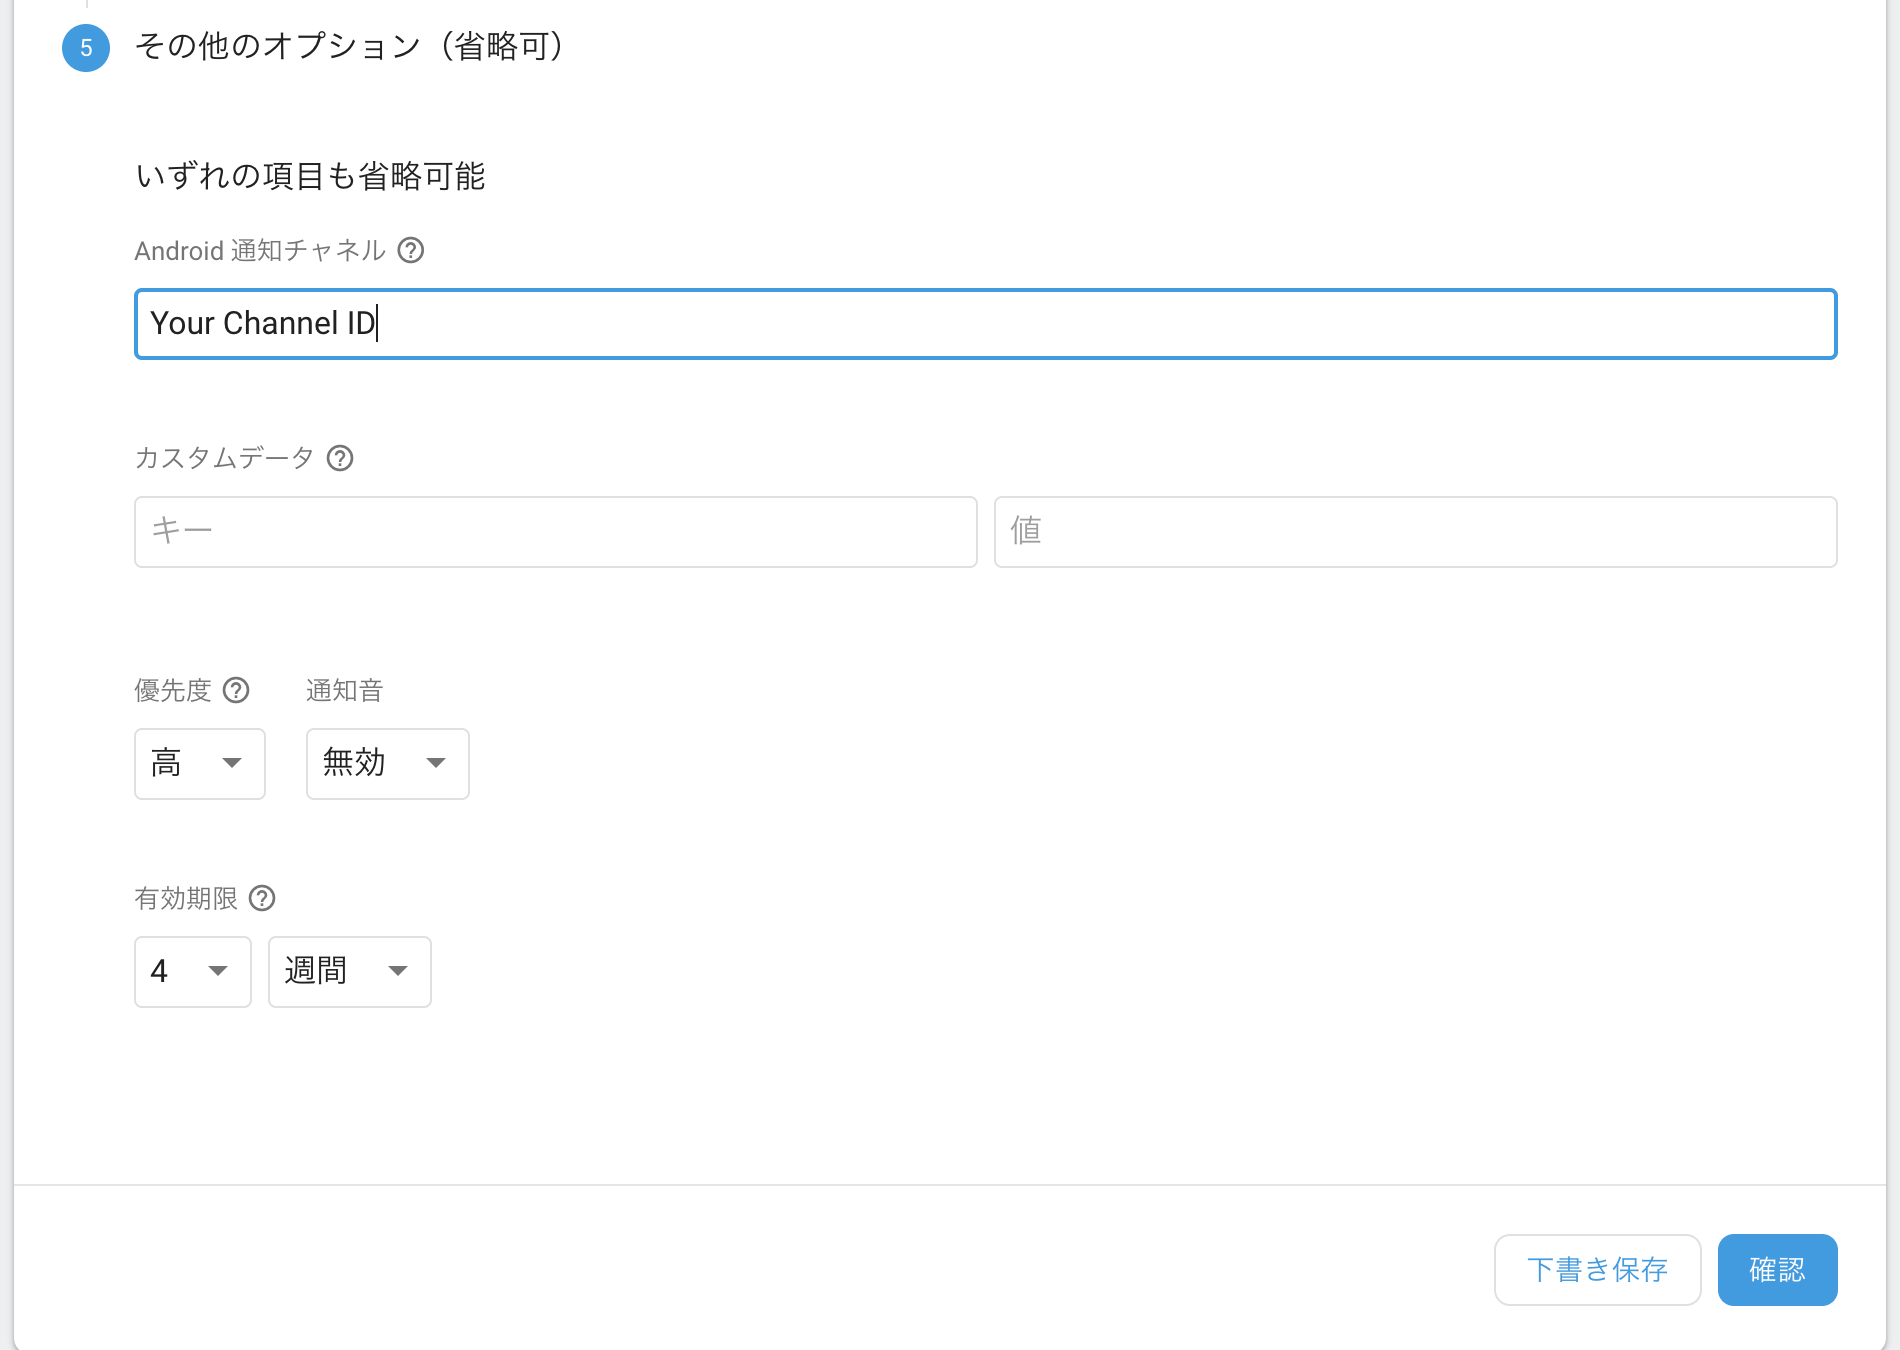 5 その他のオプション（省略可）
いずれの項目も省略可能
Android 通知チャネル ?
Your Channel ID
カスタムデータ ?
キー 値
優先度 ? 通知音
高 無効
有効期限 ?
4 週間
下書き保存 確認